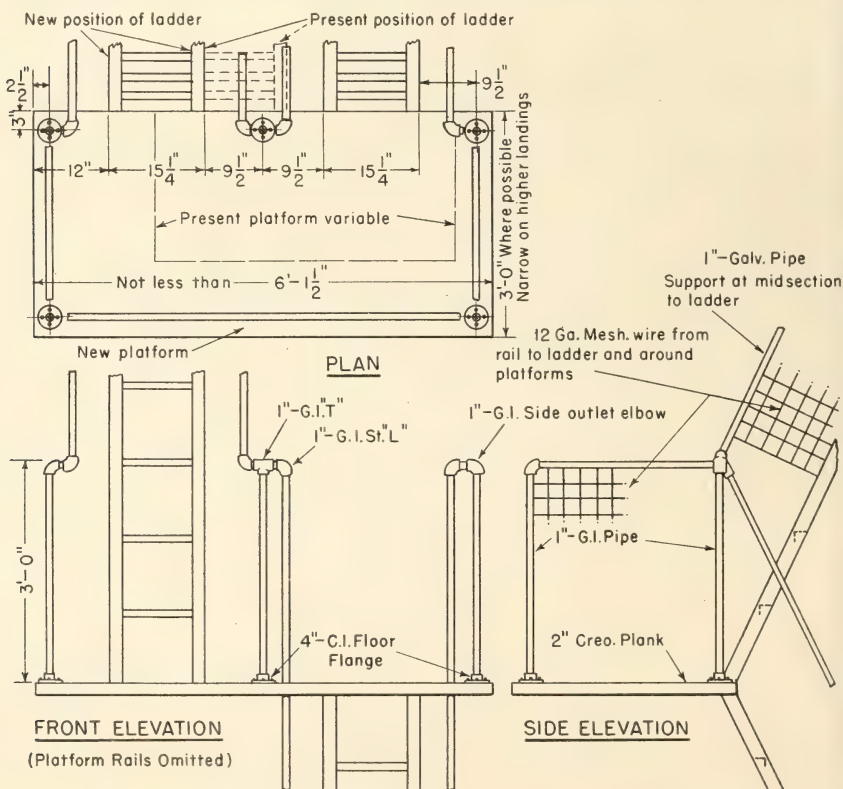 New position of ladder
Present position of ladder
2 1/2"
3"
9 1/2"
12"
15 1/4"
9 1/2"
9 1/2"
15 1/4"
Present platform variable
3'-0" Where possible
Narrow on higher landings
Not less than 6'-1 1/2"
New platform
PLAN
1"-Galv. Pipe
Support at midsection
to ladder
12 Ga. Mesh. wire from
rail to ladder and around
platforms
1"-G.I."T"
1"-G.I.St."L"
1"-G.I. Side outlet elbow
3'-0"
1"-G.I.Pipe
4"-C.I.Floor
Flange
2" Creo. Plank
FRONT ELEVATION
(Platform Rails Omitted)
SIDE ELEVATION